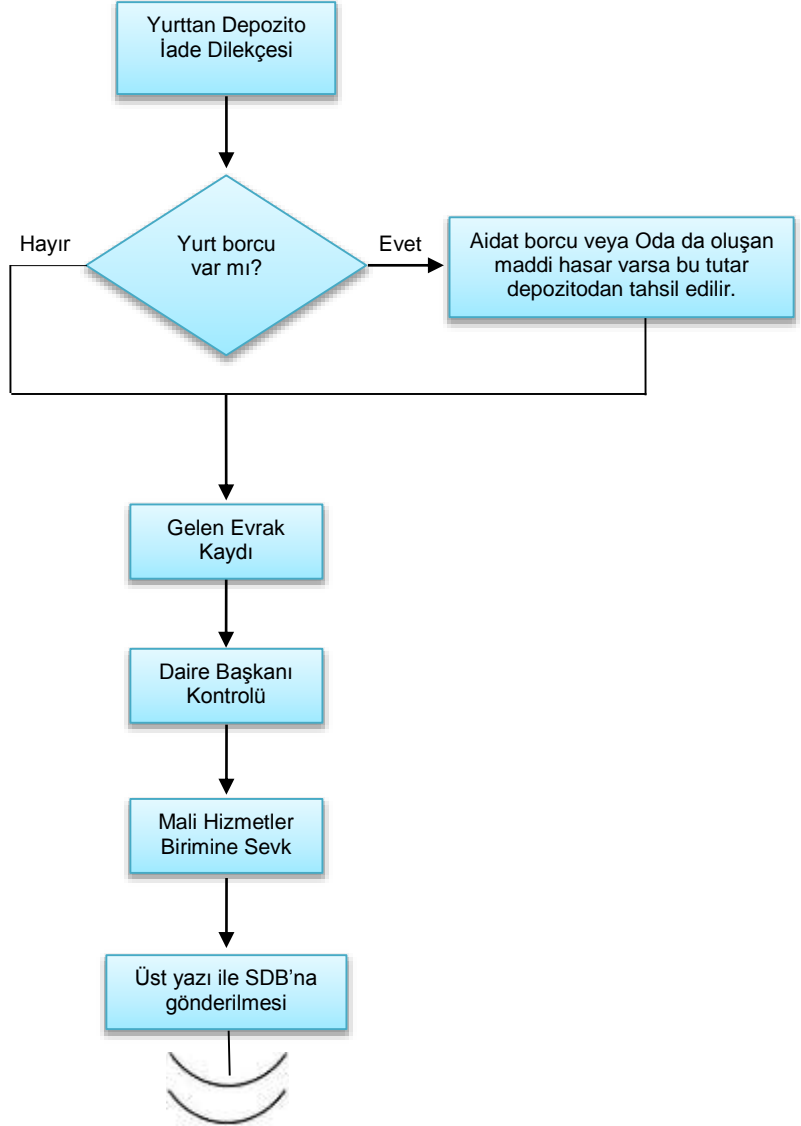 Yurttan Depozito
İade Dilekçesi
Hayır
Yurt borcu
var mı?
Evet
Aidat borcu veya Oda da oluşan
maddi hasar varsa bu tutar
depozitodan tahsil edilir.
Gelen Evrak
Kaydı
Daire Başkanı
Kontrolü
Mali Hizmetler
Birimine Sevk
Üst yazı ile SDB’na
gönderilmesi